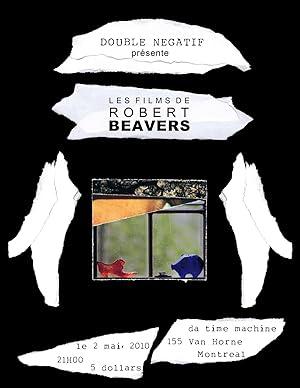 DOUBLE NEGATIF
présente
LES FILMS DE
ROBERT
BEAVERS
le 2 mai, 2010
21H00
5 dollars
da time machine
155 Van Horne
Montreal